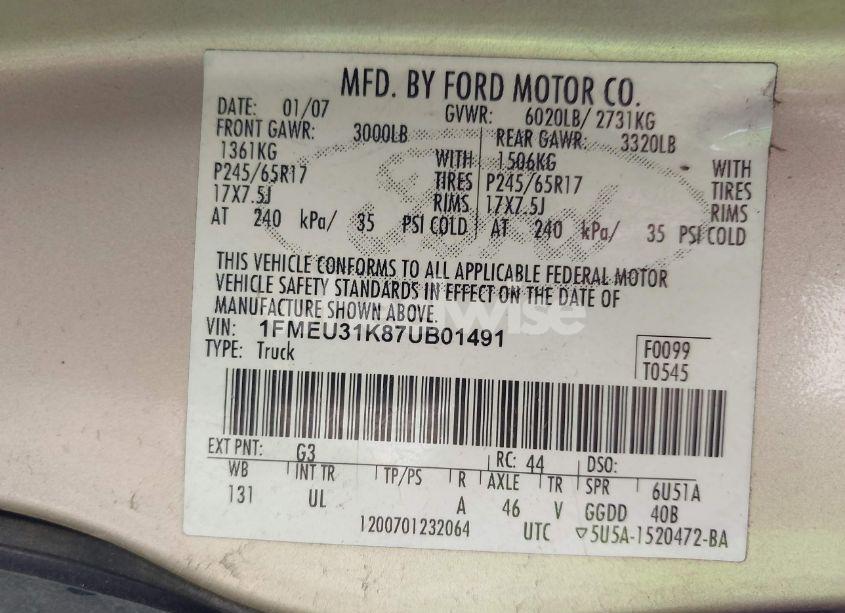 MFD. BY FORD MOTOR CO.
DATE: 01/07 GVWR: 6020LB/ 2731KG
FRONT GAWR: 3000LB REAR GAWR: 3320LB
1361KG WITH 1506KG WITH
P245/65R17 TIRES P245/65R17 TIRES
17X7.5J RIMS 17X7.5J RIMS
AT 240 kPa/ 35 PSI COLD AT 240 kPa/ 35 PSI COLD
THIS VEHICLE CONFORMS TO ALL APPLICABLE FEDERAL MOTOR
VEHICLE SAFETY STANDARDS IN EFFECT ON THE DATE OF
MANUFACTURE SHOWN ABOVE.
VIN: 1FMEU31K87UB01491
TYPE: Truck
F0099
T0545
EXT PNT: G3 RC: 44 DSO:
WB INT TR TP/PS R AXLE TR SPR 6U51A
131 UL A 46 V GGDD 40B
1200701232064 UTC ▽5U5A-1520472-BA